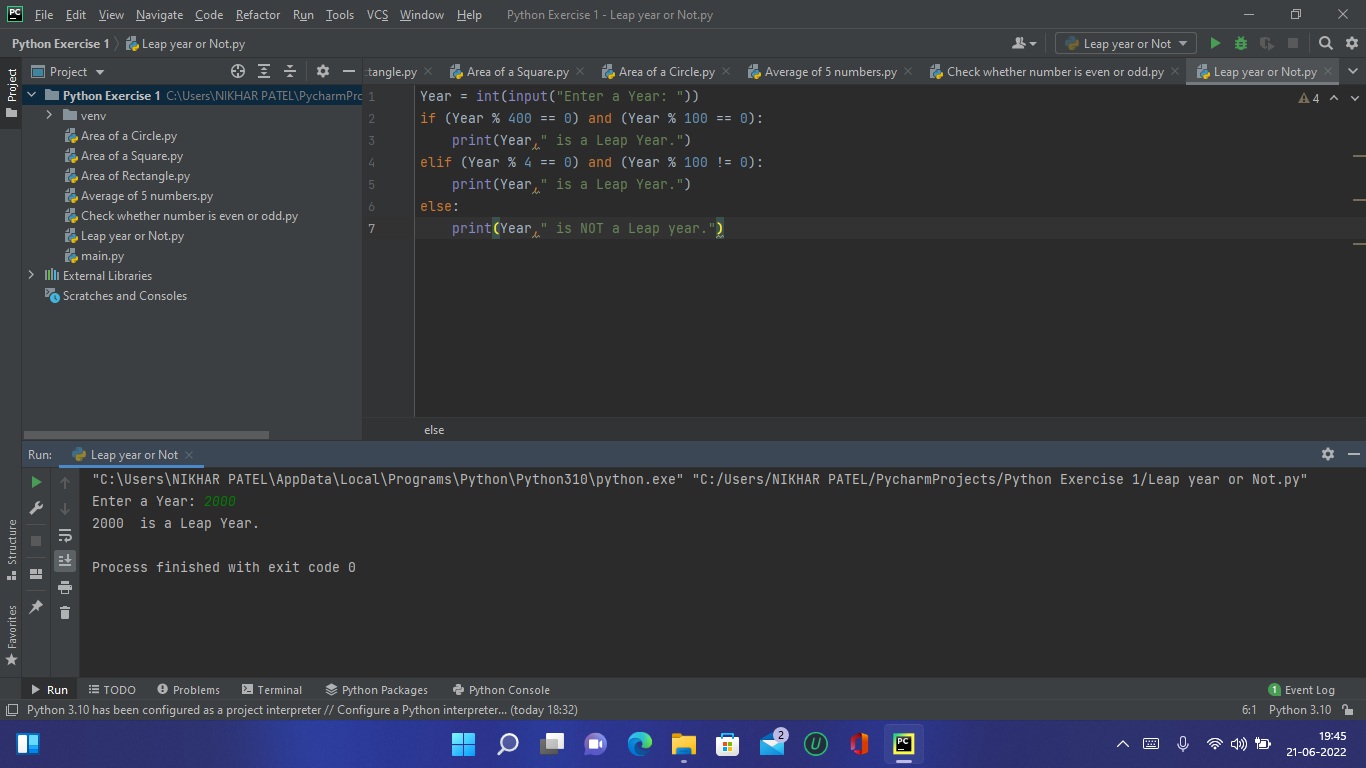 PC File Edit View Navigate Code Refactor Run Tools VCS Window Help Python Exercise 1 - Leap year or Not.py
Python Exercise 1 Leap year or Not.py Leap year or Not
Project
Project ctangle.py Area of a Square.py Area of a Circle.py Average of 5 numbers.py Check whether number is even or odd.py Leap year or Not.py
Python Exercise 1 C:\Users\NIKHAR PATEL\PycharmPro
venv
Area of a Circle.py
Area of a Square.py
Area of Rectangle.py
Average of 5 numbers.py
Check whether number is even or odd.py
Leap year or Not.py
main.py
External Libraries
Scratches and Consoles
1 Year = int(input("Enter a Year: "))
4
2 if (Year % 400 == 0) and (Year % 100 == 0):
3 print(Year," is a Leap Year.")
4 elif (Year % 4 == 0) and (Year % 100 != 0):
5 print(Year," is a Leap Year.")
6 else:
7 print(Year," is NOT a Leap year.")
else
Run: Leap year or Not
"C:\Users\NIKHAR PATEL\AppData\Local\Programs\Python\Python310\python.exe" "C:/Users/NIKHAR PATEL/PycharmProjects/Python Exercise 1/Leap year or Not.py"
Enter a Year: 2000
2000  is a Leap Year.
Process finished with exit code 0
Structure
Favorites
Run TODO Problems Terminal Python Packages Python Console 1 Event Log
Python 3.10 has been configured as a project interpreter // Configure a Python interpreter... (today 18:32) 6:1 Python 3.10
2 U PC 19:45
21-06-2022